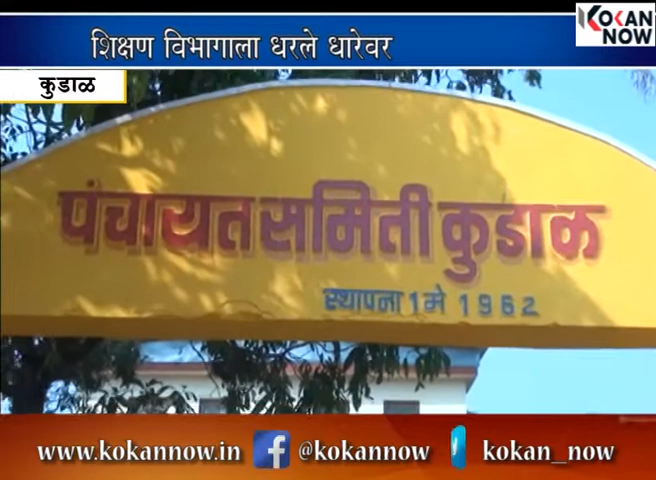 KOKAN
NOW
शिक्षण विभागाला धरले धारेवर
कुडाळ
पंचायत समिती कुडाळ
स्थापना 1 मे 1962
www.kokannow.in @kokannow kokan_now